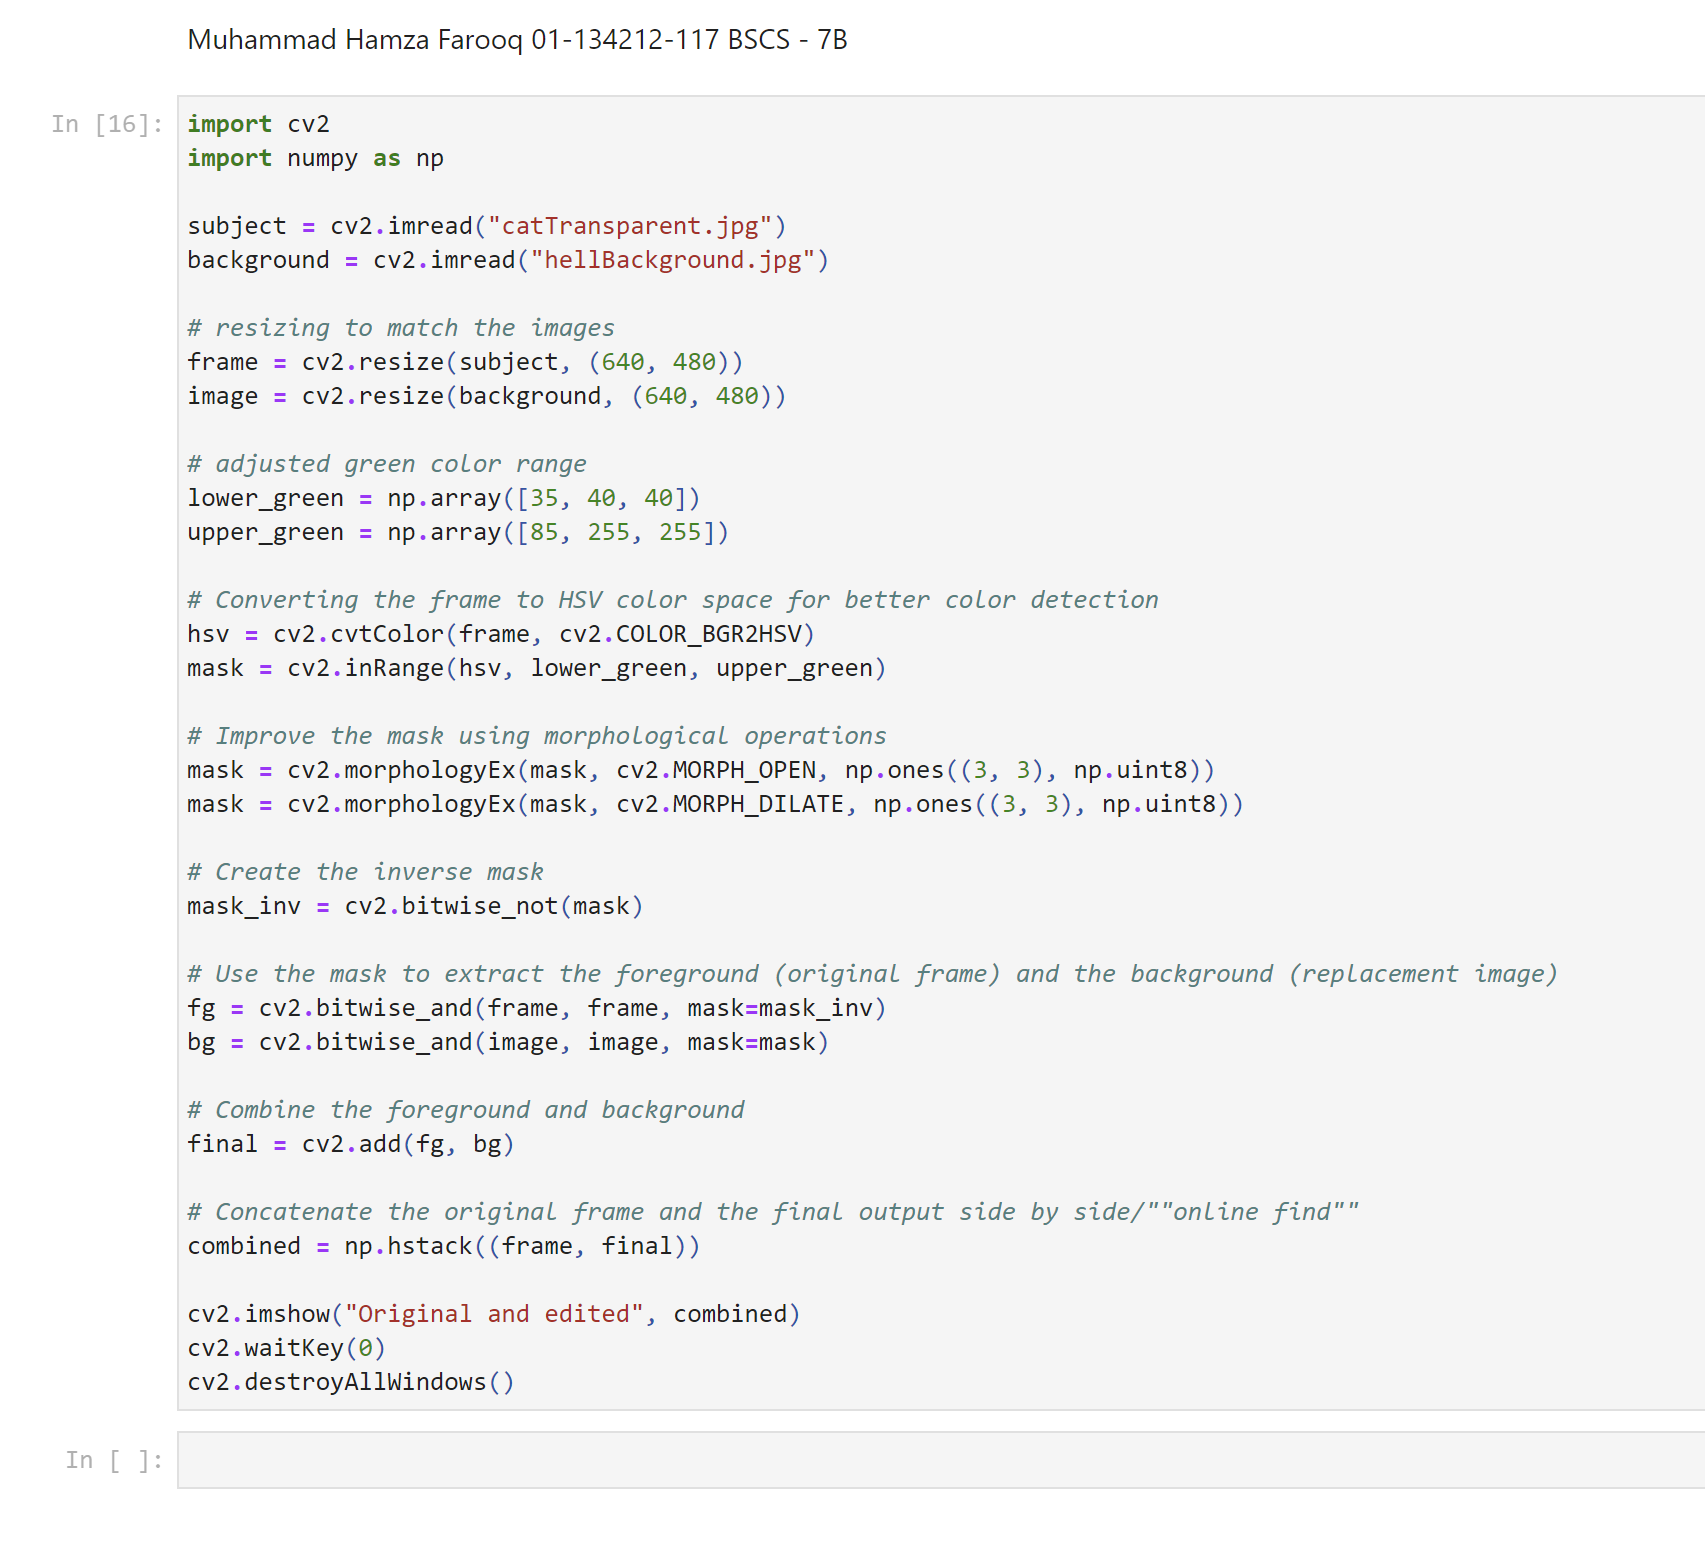 Muhammad Hamza Farooq 01-134212-117 BSCS - 7B
In [16]:
import cv2
import numpy as np
subject = cv2.imread("catTransparent.jpg")
background = cv2.imread("hellBackground.jpg")
# resizing to match the images
frame = cv2.resize(subject, (640, 480))
image = cv2.resize(background, (640, 480))
# adjusted green color range
lower_green = np.array([35, 40, 40])
upper_green = np.array([85, 255, 255])
# Converting the frame to HSV color space for better color detection
hsv = cv2.cvtColor(frame, cv2.COLOR_BGR2HSV)
mask = cv2.inRange(hsv, lower_green, upper_green)
# Improve the mask using morphological operations
mask = cv2.morphologyEx(mask, cv2.MORPH_OPEN, np.ones((3, 3), np.uint8))
mask = cv2.morphologyEx(mask, cv2.MORPH_DILATE, np.ones((3, 3), np.uint8))
# Create the inverse mask
mask_inv = cv2.bitwise_not(mask)
# Use the mask to extract the foreground (original frame) and the background (replacement image)
fg = cv2.bitwise_and(frame, frame, mask=mask_inv)
bg = cv2.bitwise_and(image, image, mask=mask)
# Combine the foreground and background
final = cv2.add(fg, bg)
# Concatenate the original frame and the final output side by side/""online find""
combined = np.hstack((frame, final))
cv2.imshow("Original and edited", combined)
cv2.waitKey(0)
cv2.destroyAllWindows()
In [ ]: